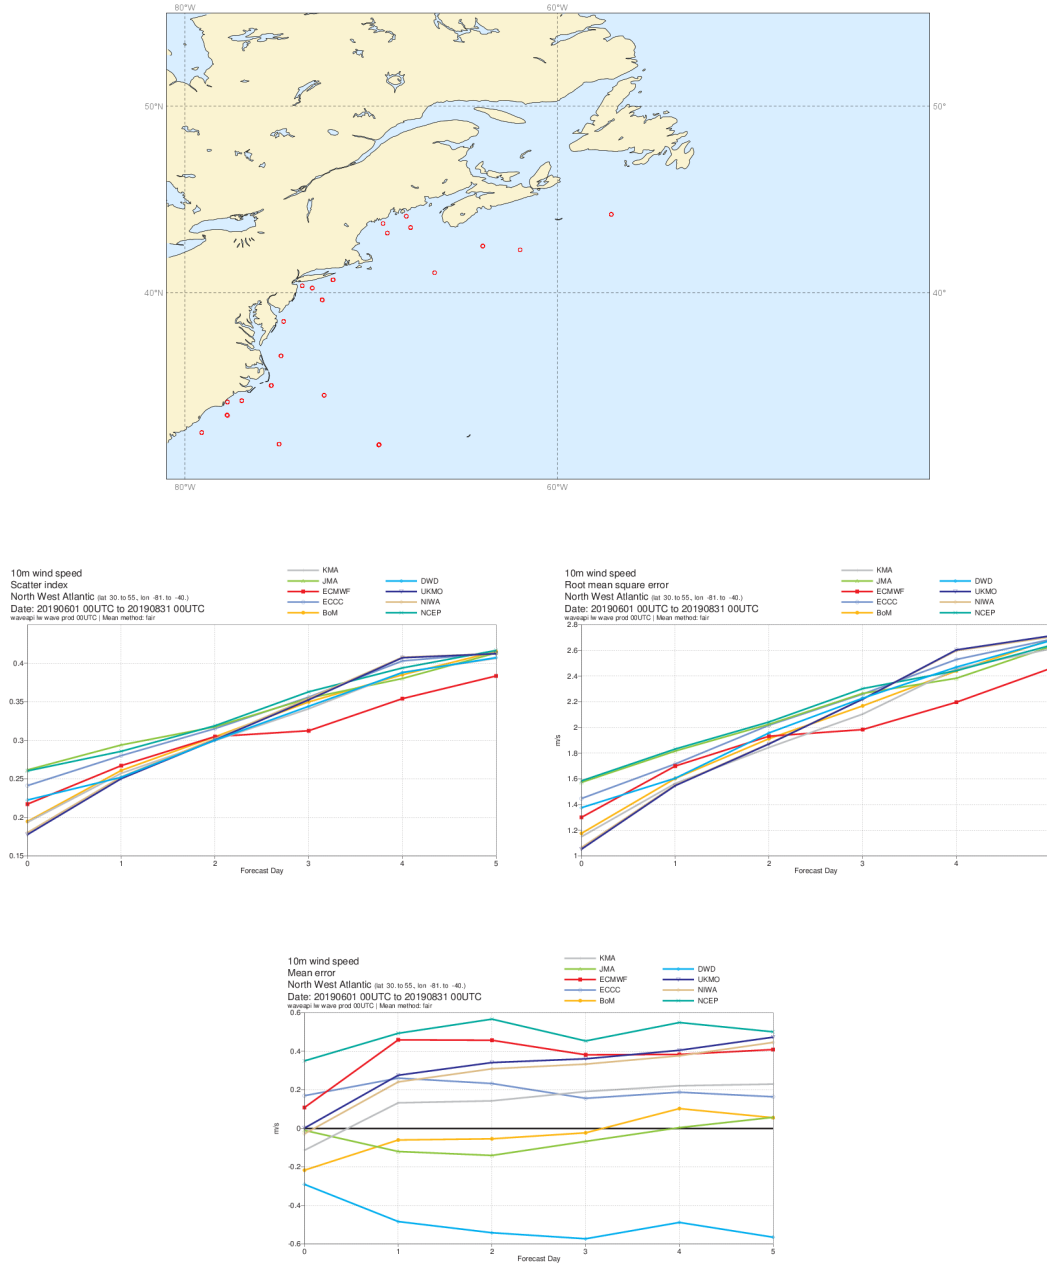 80°W 60°W
50°N 50°
40°N 40°
80°W 60°W
10m wind speed
Scatter index
North West Atlantic (lat 30. to 55., lon -81. to -40.)
Date: 20190601 00UTC to 20190831 00UTC
waveapi lw wave prod 00UTC | Mean method: fair
KMA
JMA DWD
ECMWF UKMO
ECCC NIWA
BoM NCEP
0.4
0.35
0.3
0.25
0.2
0.15
0 1 2 3 4 5
Forecast Day
10m wind speed
Root mean square error
North West Atlantic (lat 30. to 55., lon -81. to -40.)
Date: 20190601 00UTC to 20190831 00UTC
waveapi lw wave prod 00UTC | Mean method: fair
KMA
JMA DWD
ECMWF UKMO
ECCC NIWA
BoM NCEP
2.8
2.6
2.4
2.2
2
1.8
1.6
1.4
1.2
1
m/s
0 1 2 3 4
Forecast Day
10m wind speed
Mean error
North West Atlantic (lat 30. to 55., lon -81. to -40.)
Date: 20190601 00UTC to 20190831 00UTC
waveapi lw wave prod 00UTC | Mean method: fair
KMA
JMA DWD
ECMWF UKMO
ECCC NIWA
BoM NCEP
0.6
0.4
0.2
0
-0.2
-0.4
-0.6
m/s
0 1 2 3 4 5
Forecast Day